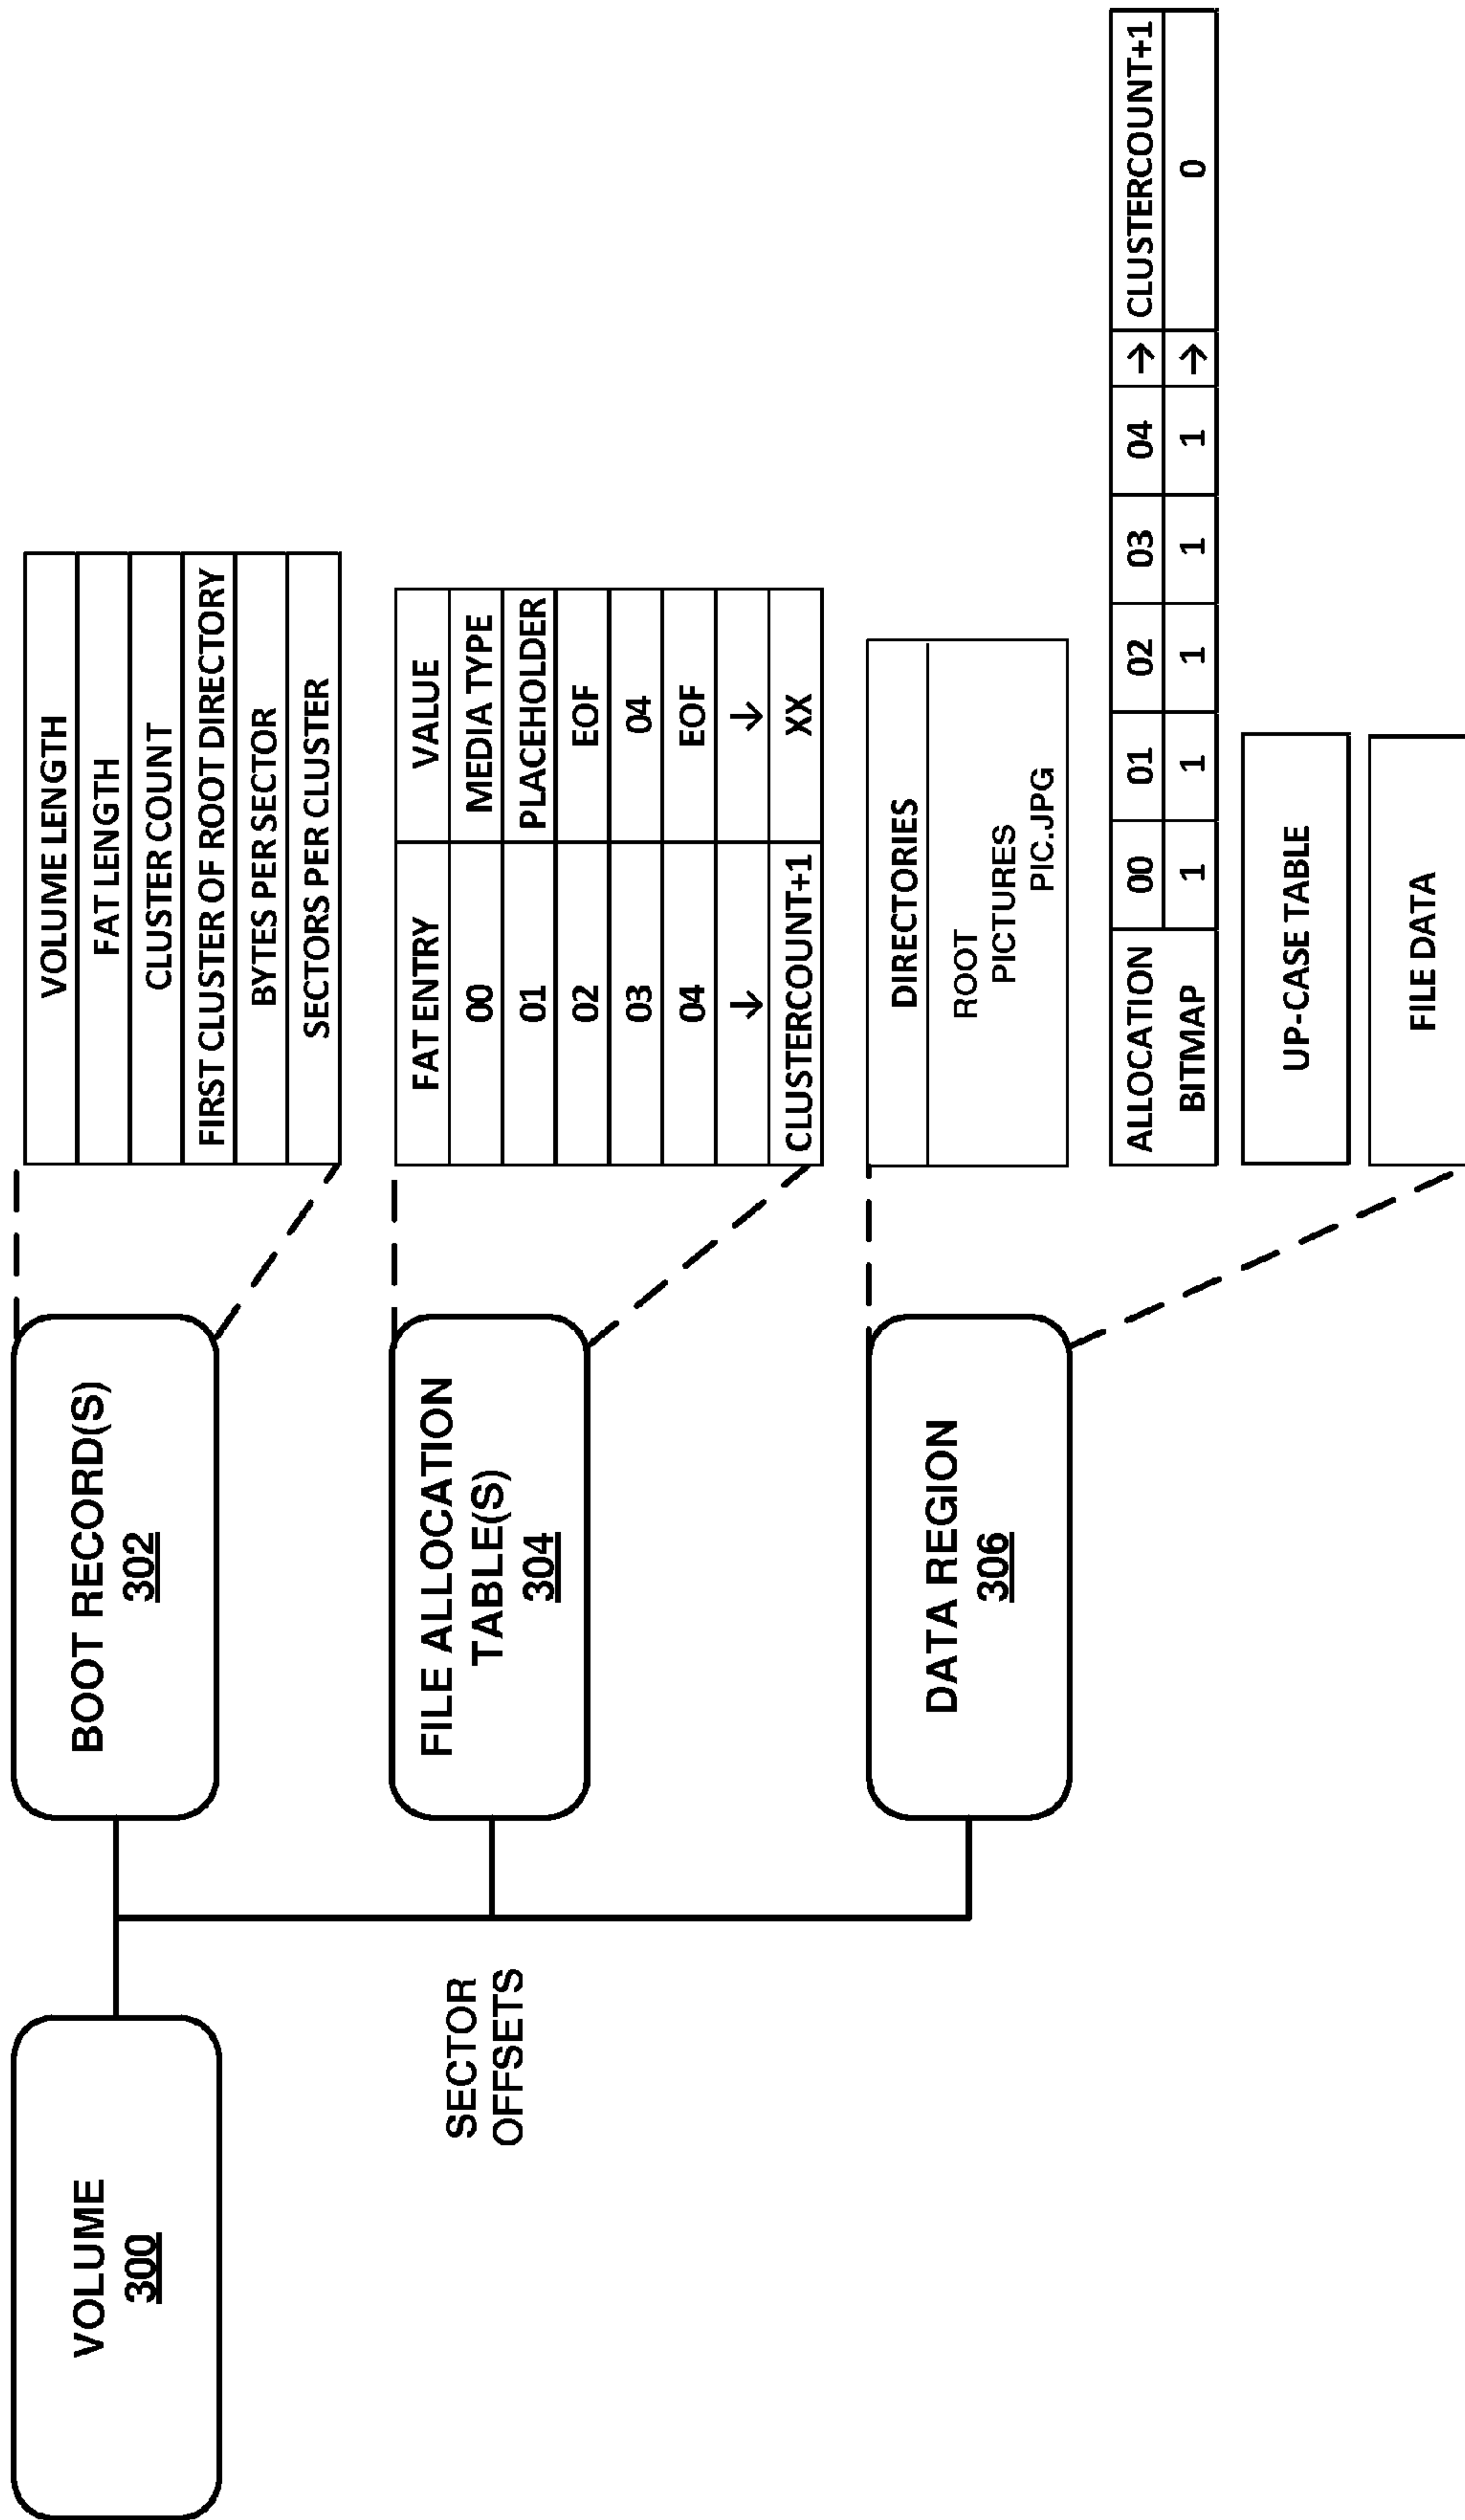 VOLUME
300
SECTOR
OFFSETS
BOOT RECORD(S)
302
VOLUME LENGTH
FAT LENGTH
CLUSTER COUNT
FIRST CLUSTER OF ROOT DIRECTORY
BYTES PER SECTOR
SECTORS PER CLUSTER
FILE ALLOCATION
TABLE(S)
304
FAT ENTRY VALUE
00 MEDIA TYPE
01 PLACEHOLDER
02 EOF
03 04
04 EOF
↓ ↓
CLUSTERCOUNT+1 XX
DATA REGION
306
DIRECTORIES
ROOT
PICTURES
PIC.JPG
ALLOCATION 00 01 02 03 04 → CLUSTERCOUNT+1
BITMAP 1 1 1 1 1 → 0
UP-CASE TABLE
FILE DATA